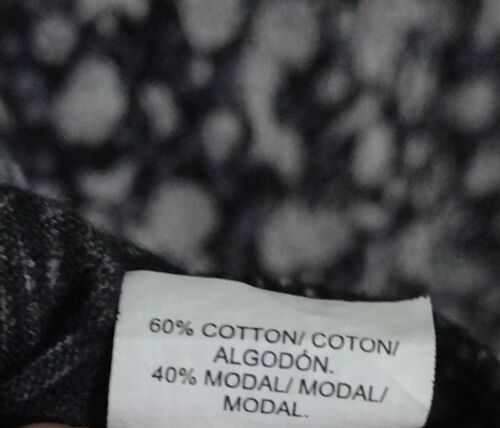 60% COTTON/ COTON/
ALGODÓN.
40% MODAL/ MODAL/
MODAL.